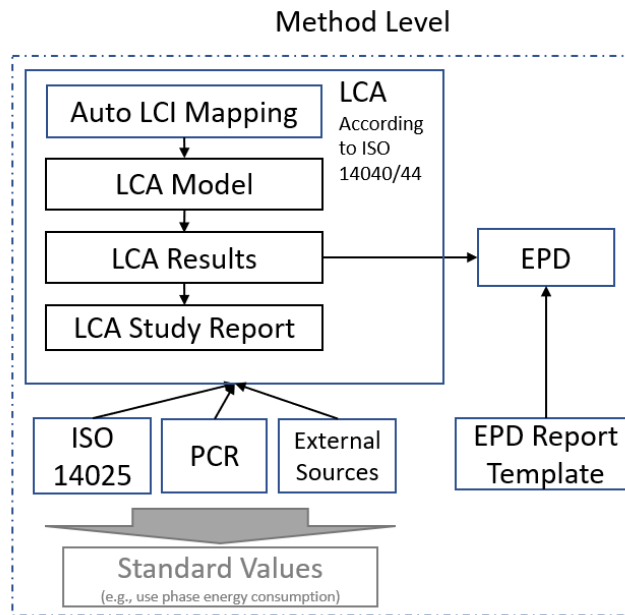 Method Level
Auto LCI Mapping
LCA
According
to ISO
14040/44
LCA Model
LCA Results
EPD
LCA Study Report
ISO
14025
PCR
External
Sources
EPD Report
Template
Standard Values
(e.g., use phase energy consumption)